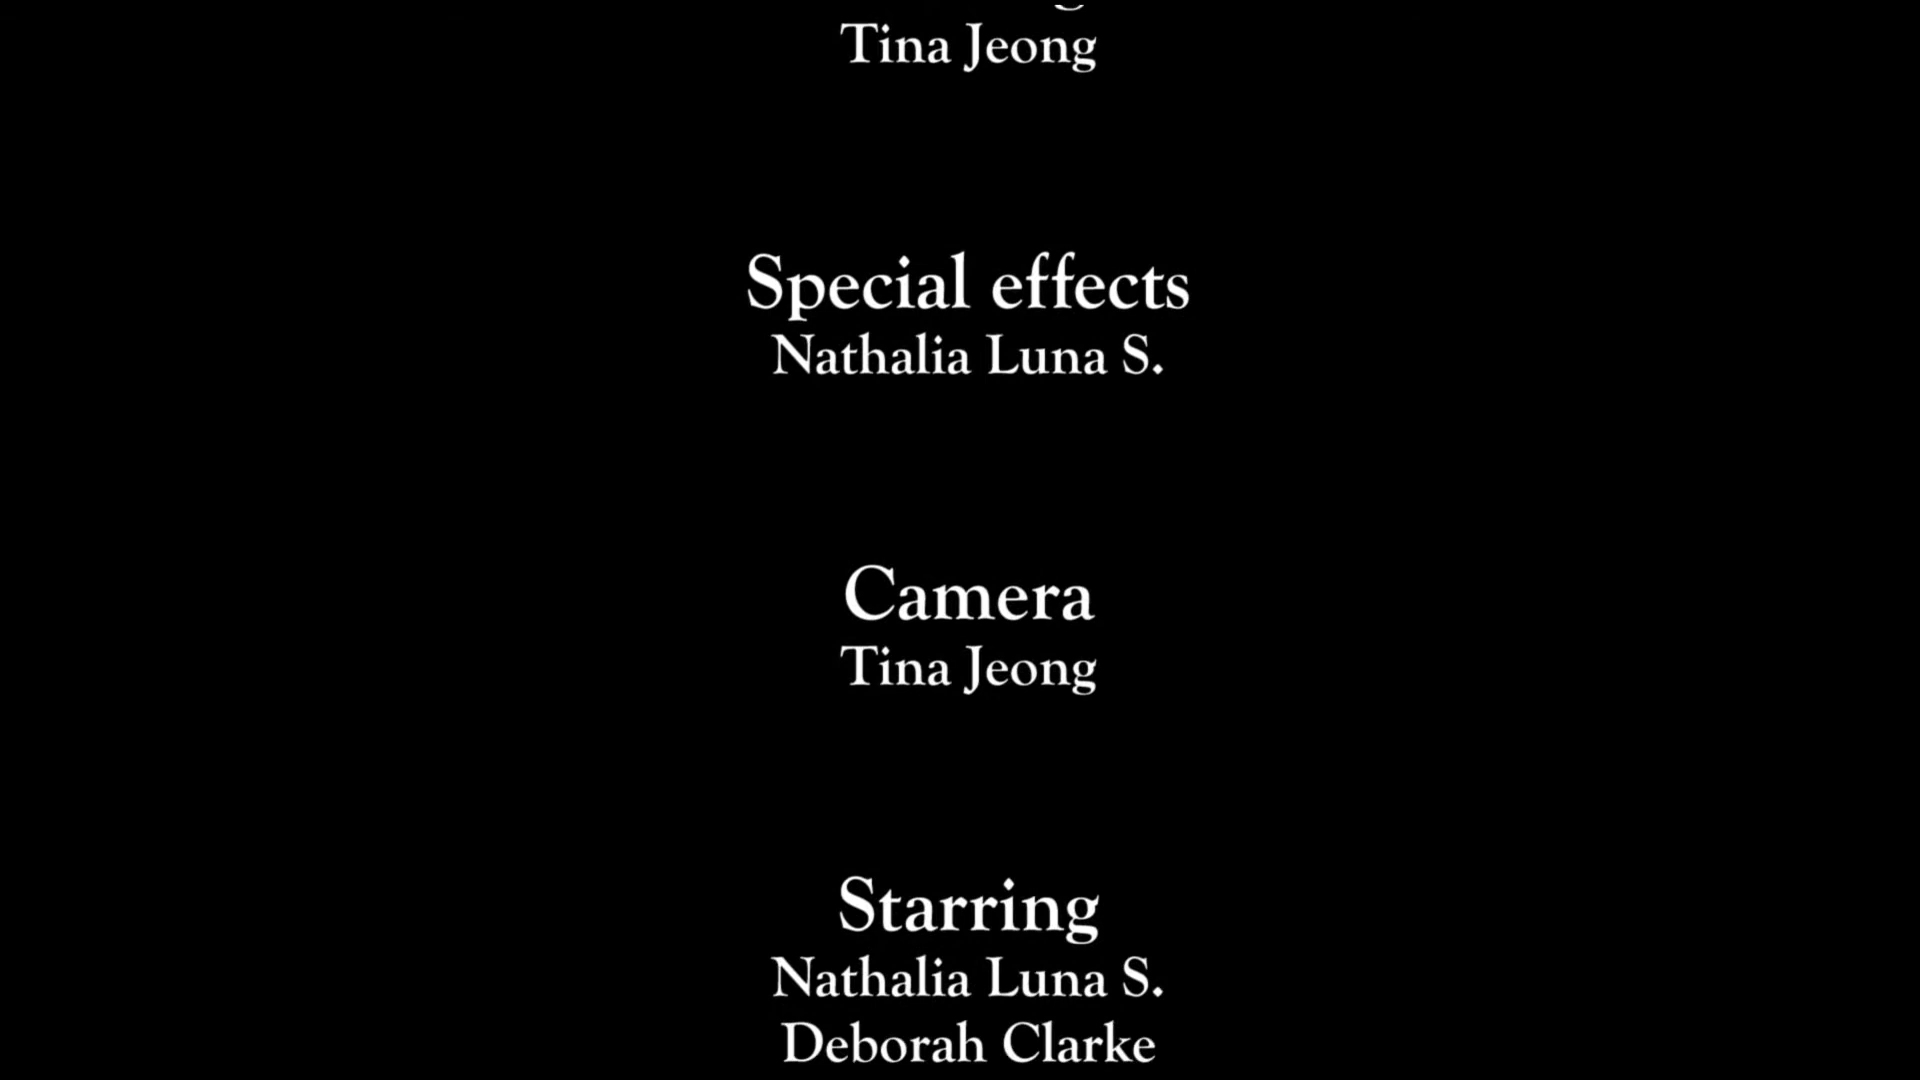 Tina Jeong
Special effects
Nathalia Luna S.
Camera
Tina Jeong
Starring
Nathalia Luna S.
Deborah Clarke